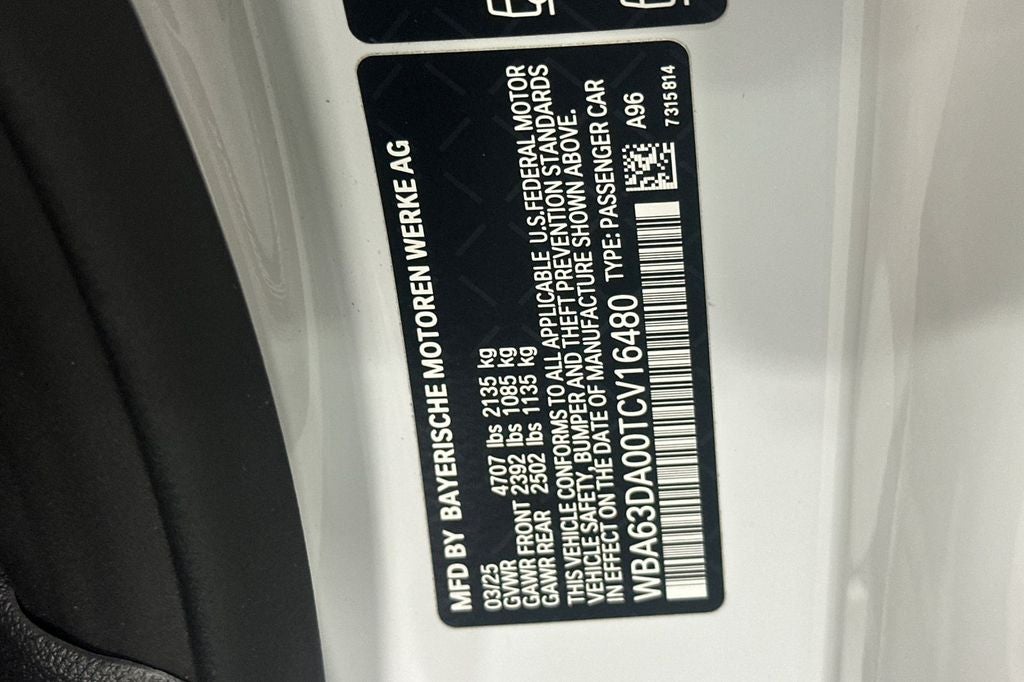 MFD BY BAYERISCHE MOTOREN WERKE AG
03/25
GVWR 4707 lbs 2135 kg
GAWR FRONT 2392 lbs 1085 kg
GAWR REAR 2502 lbs 1135 kg
THIS VEHICLE CONFORMS TO ALL APPLICABLE U.S.FEDERAL MOTOR
VEHICLE SAFETY, BUMPER AND THEFT PREVENTION STANDARDS
IN EFFECT ON THE DATE OF MANUFACTURE SHOWN ABOVE.
WBA63DA00TCV16480 TYPE: PASSENGER CAR
A96
7315814